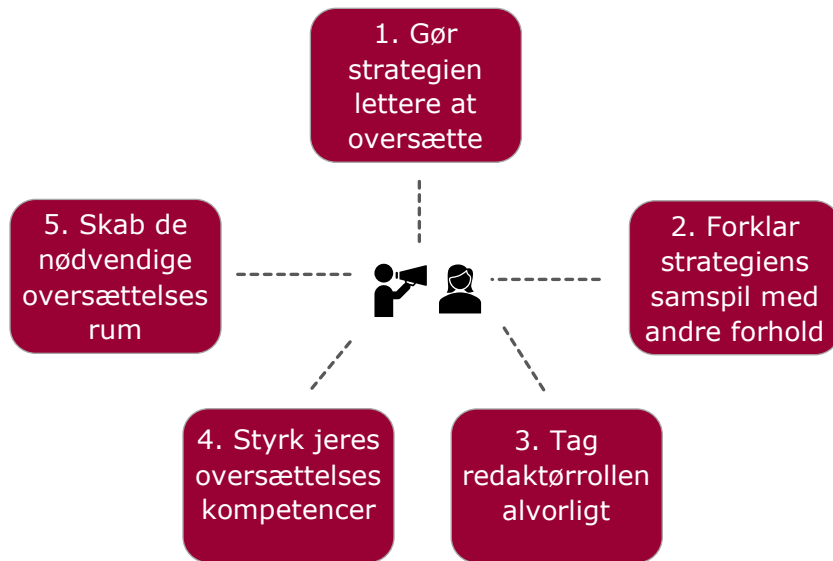 1. Gør
strategien
lettere at
oversætte
2. Forklar
strategiens
samspil med
andre forhold
3. Tag
redaktørrollen
alvorligt
4. Styrk jeres
oversættelses
kompetencer
5. Skab de
nødvendige
oversættelses
rum